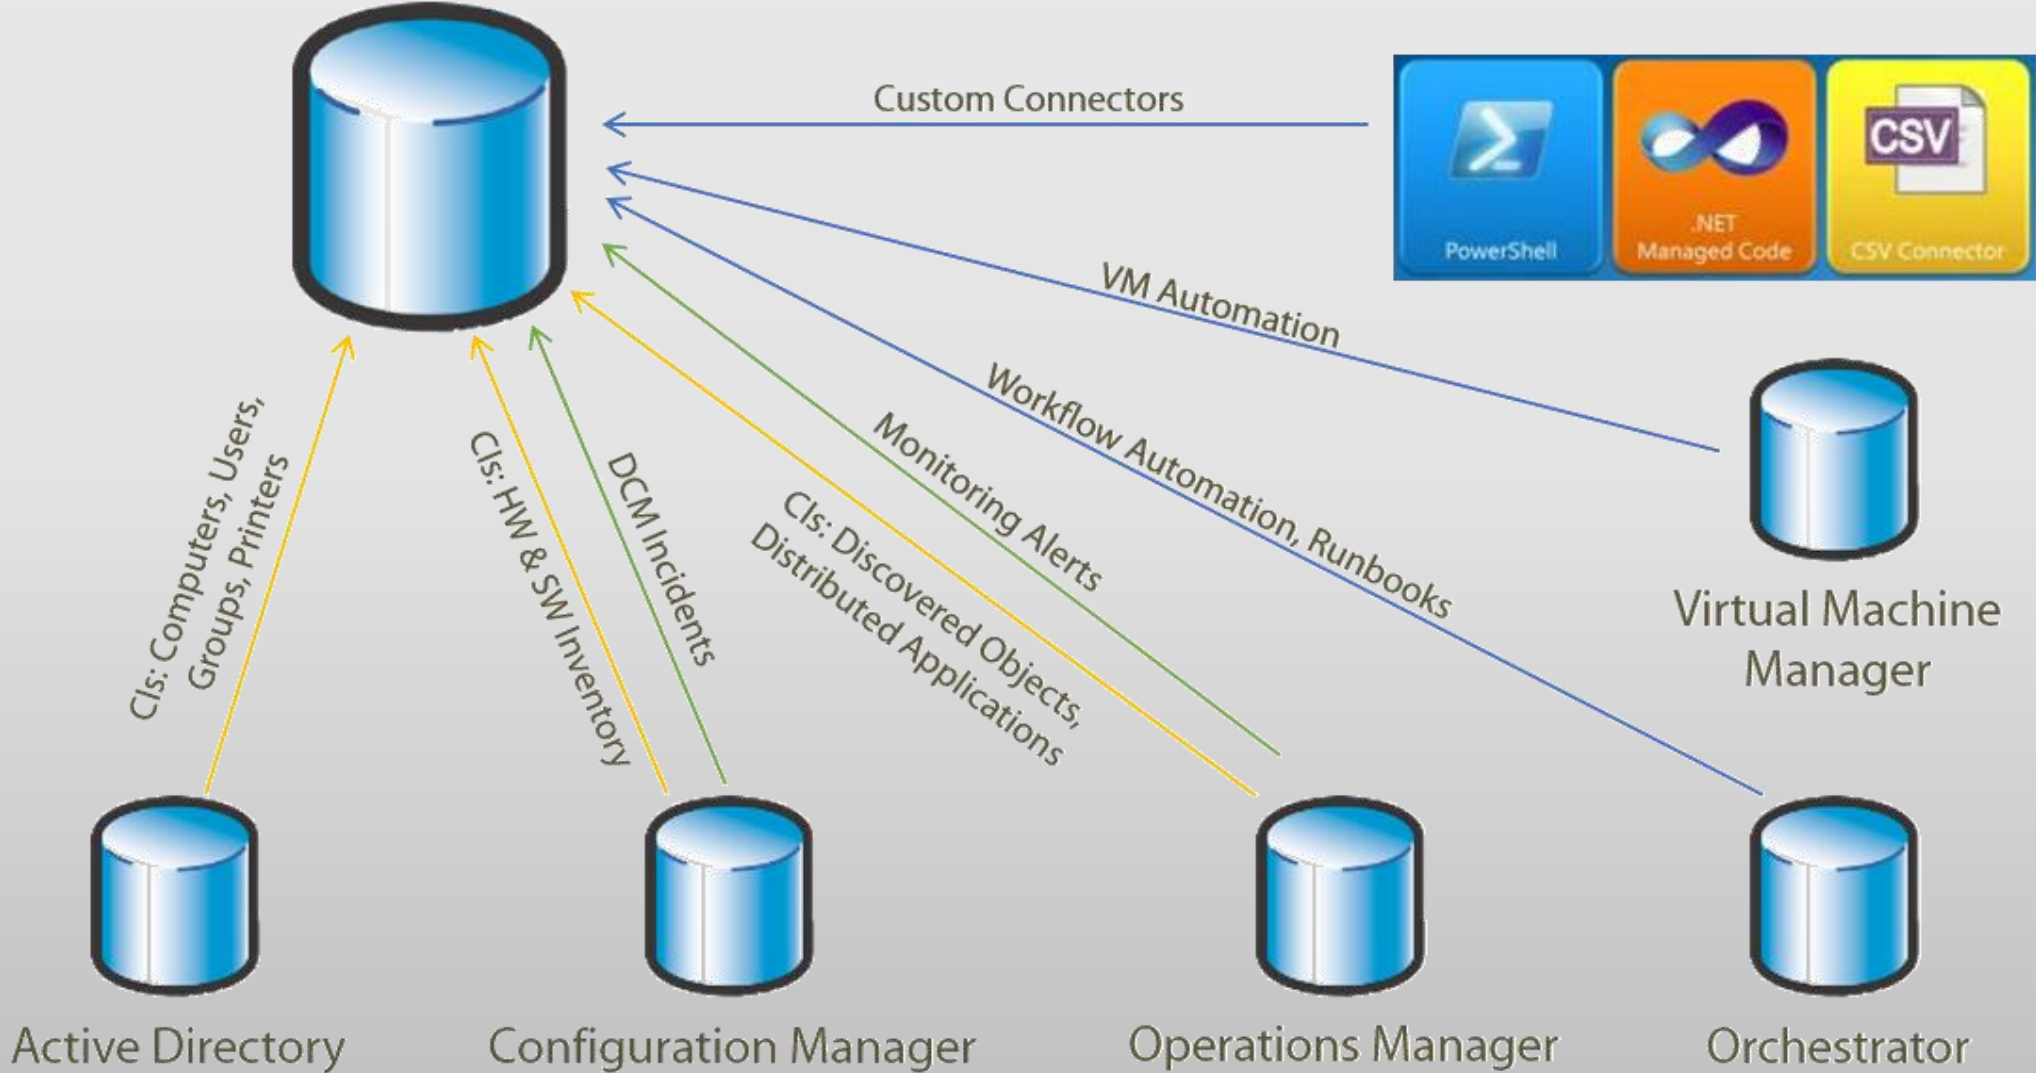 Custom Connectors
CSV
PowerShell
.NET
Managed Code
CSV Connector
VM Automation
Workflow Automation, Runbooks
Monitoring Alerts
CIs: Discovered Objects,
Distributed Applications
DCM Incidents
CIs: HW & SW Inventory
CIs: Computers, Users,
Groups, Printers
Virtual Machine
Manager
Active Directory
Configuration Manager
Operations Manager
Orchestrator